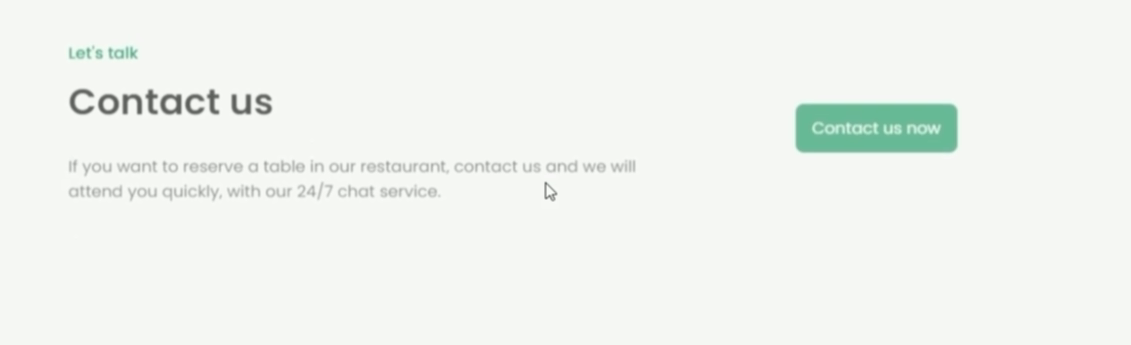 Let's talk
Contact us
If you want to reserve a table in our restaurant, contact us and we will
attend you quickly, with our 24/7 chat service.
Contact us now